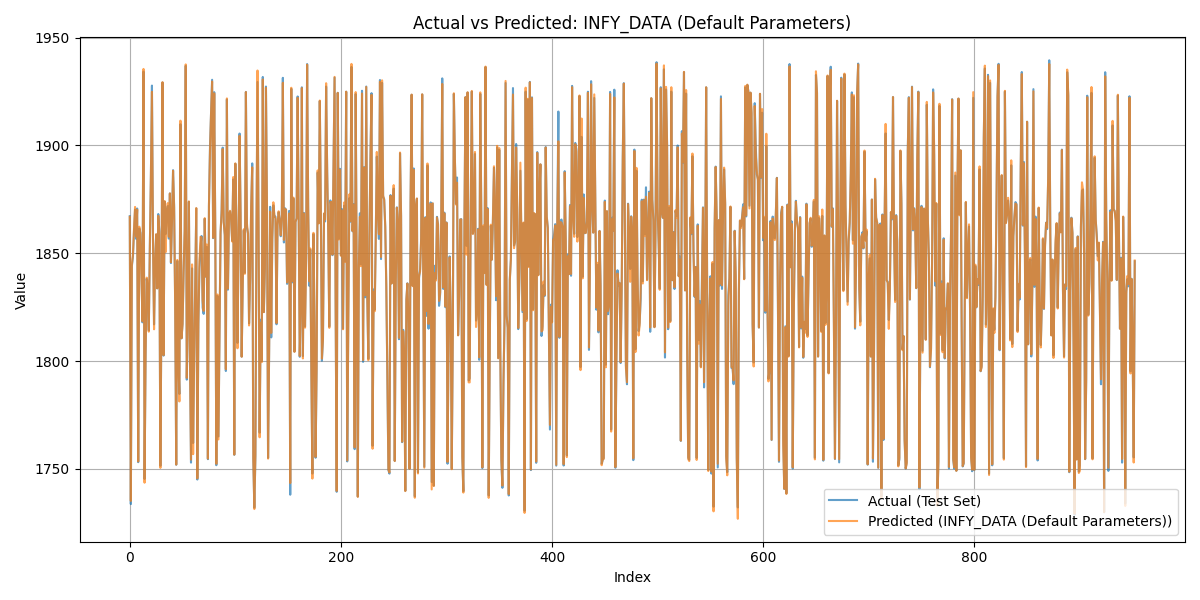 Actual vs Predicted: INFY_DATA (Default Parameters)
1950
1900
1850
1800
1750
Value
0
200
400
600
800
Index
Actual (Test Set)
Predicted (INFY_DATA (Default Parameters))